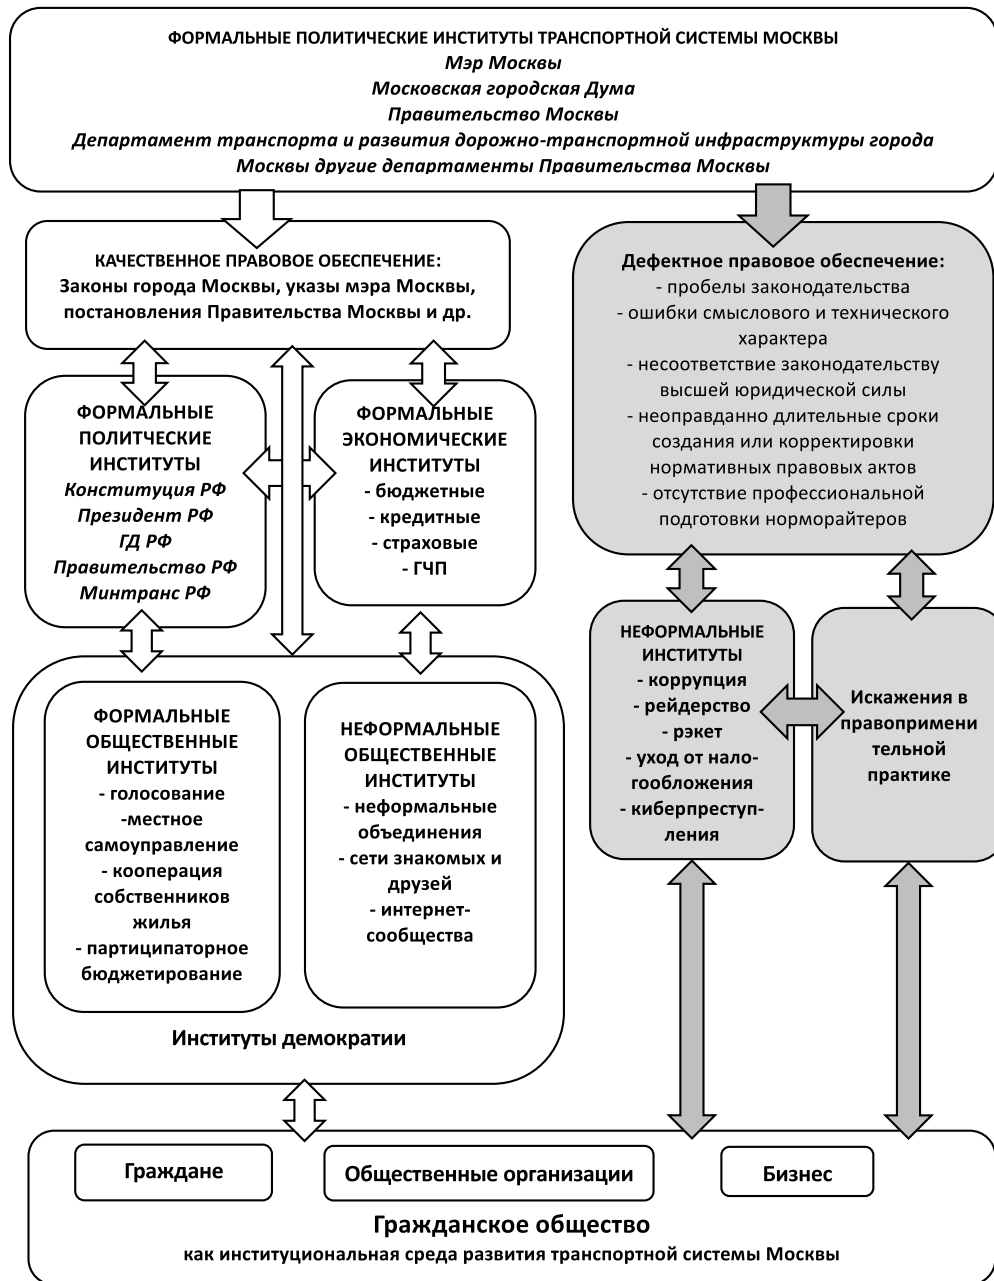 ФОРМАЛЬНЫЕ ПОЛИТИЧЕСКИЕ ИНСТИТУТЫ ТРАНСПОРТНОЙ СИСТЕМЫ МОСКВЫ
Мэр Москвы
Московская городская Дума
Правительство Москвы
Департамент транспорта и развития дорожно-транспортной инфраструктуры города
Москвы другие департаменты Правительства Москвы
КАЧЕСТВЕННОЕ ПРАВОВОЕ ОБЕСПЕЧЕНИЕ:
Законы города Москвы, указы мэра Москвы,
постановления Правительства Москвы и др.
Дефектное правовое обеспечение:
- пробелы законодательства
- ошибки смыслового и технического
характера
- несоответствие законодательству
высшей юридической силы
- неоправданно длительные сроки
создания или корректировки
нормативных правовых актов
- отсутствие профессиональной
подготовки норморайтеров
ФОРМАЛЬНЫЕ
ПОЛИТЧЕСКИЕ
ИНСТИТУТЫ
Конституция РФ
Президент РФ
ГД РФ
Правительство РФ
Минтранс РФ
ФОРМАЛЬНЫЕ
ЭКОНОМИЧЕСКИЕ
ИНСТИТУТЫ
- бюджетные
- кредитные
- страховые
- ГЧП
НЕФОРМАЛЬНЫЕ
ИНСТИТУТЫ
- коррупция
- рейдерство
- рэкет
- уход от нало-
гообложения
- киберпреступ-
ления
Искажения в
правопримени
тельной
практике
ФОРМАЛЬНЫЕ
ОБЩЕСТВЕННЫЕ
ИНСТИТУТЫ
- голосование
-местное
самоуправление
- кооперация
собственников
жилья
- партиципаторное
бюджетирование
НЕФОРМАЛЬНЫЕ
ОБЩЕСТВЕННЫЕ
ИНСТИТУТЫ
- неформальные
объединения
- сети знакомых и
друзей
- интернет-
сообщества
Институты демократии
Граждане
Общественные организации
Бизнес
Гражданское общество
как институциональная среда развития транспортной системы Москвы